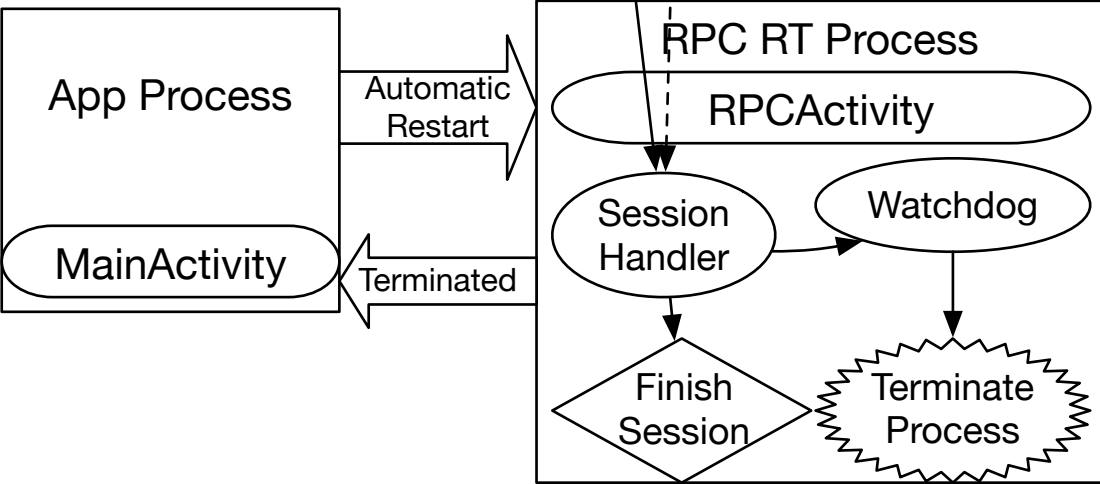 App Process
MainActivity
Automatic
Restart
Terminated
RPC RT Process
RPCActivity
Session
Handler
Watchdog
Finish
Session
Terminate
Process